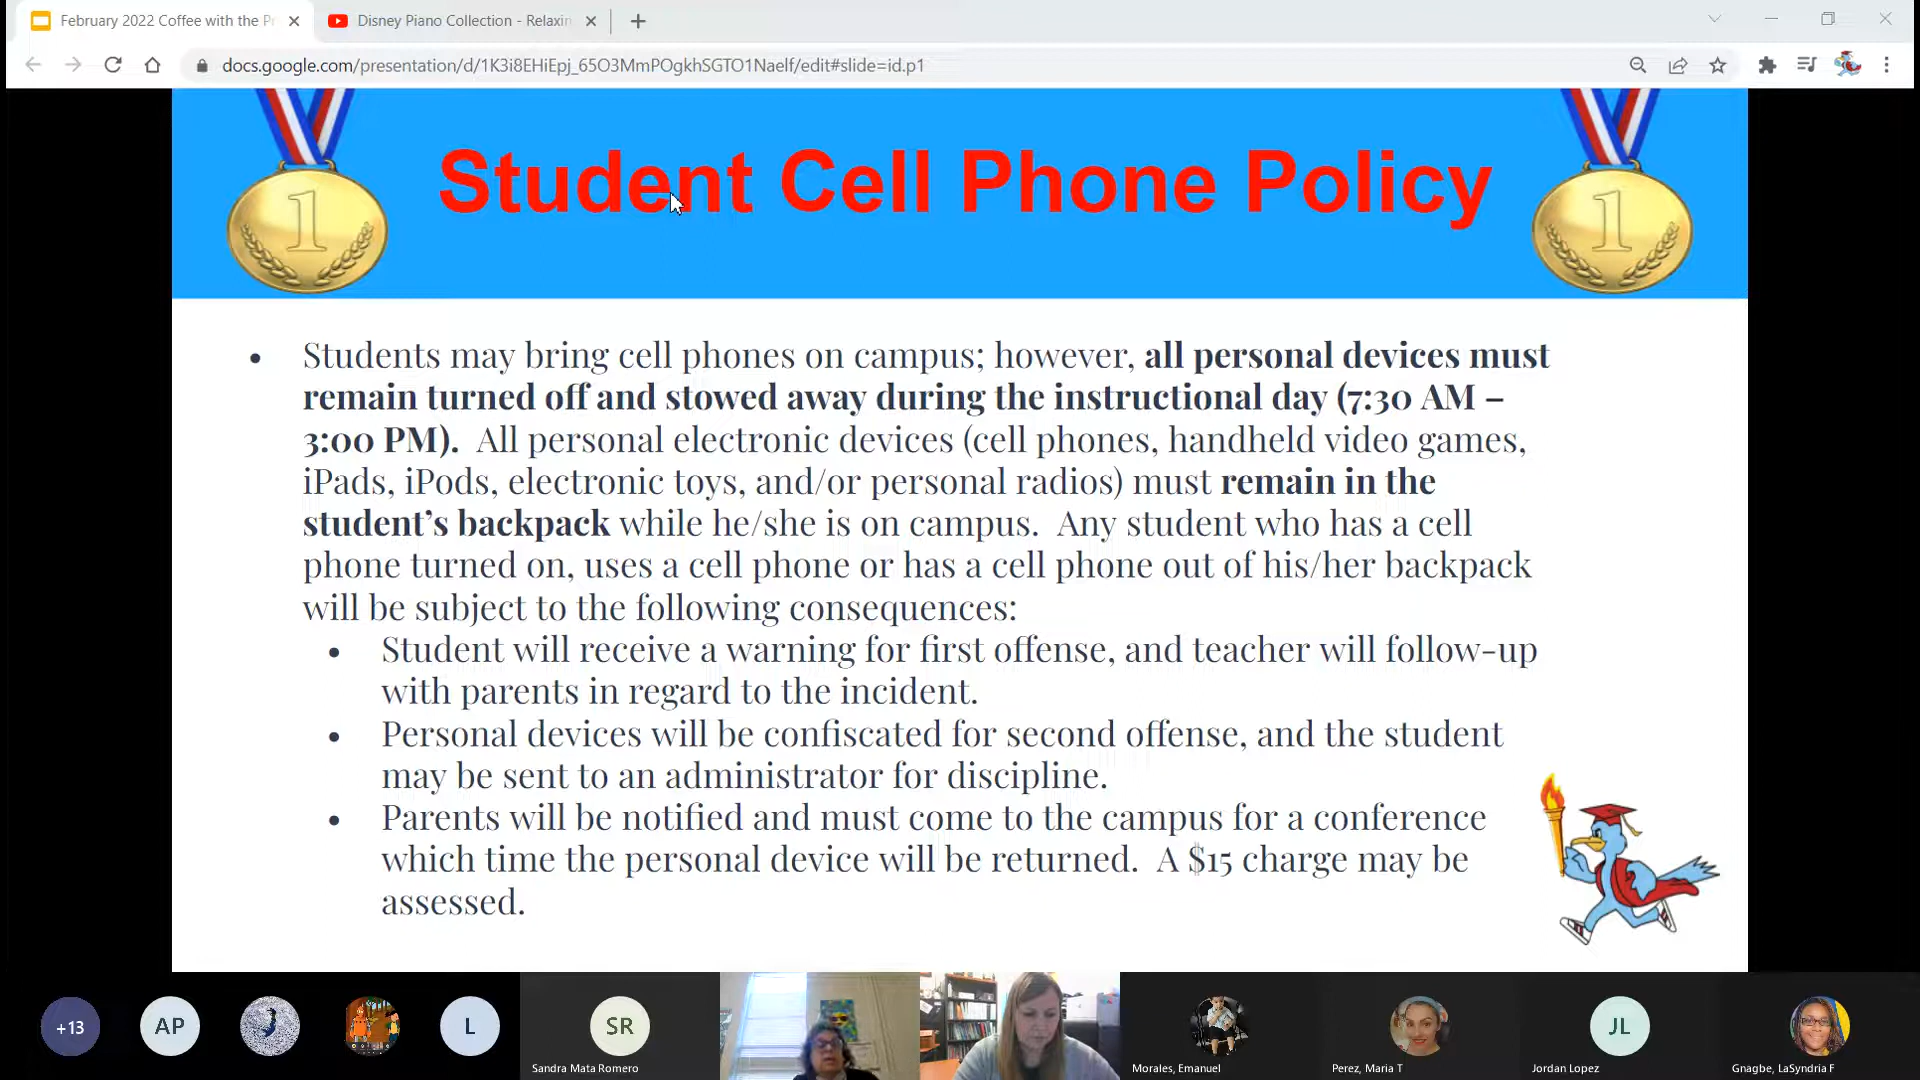 February 2022 Coffee with the Pr
Disney Piano Collection - Relaxin
docs.google.com/presentation/d/1K3i8EHiEpj_65O3MmPOgkhSGTO1Naelf/edit#slide=id.p1
Student Cell Phone Policy
1
1
• Students may bring cell phones on campus; however, all personal devices must
remain turned off and stowed away during the instructional day (7:30 AM –
3:00 PM). All personal electronic devices (cell phones, handheld video games,
iPads, iPods, electronic toys, and/or personal radios) must remain in the
student's backpack while he/she is on campus. Any student who has a cell
phone turned on, uses a cell phone or has a cell phone out of his/her backpack
will be subject to the following consequences:
• Student will receive a warning for first offense, and teacher will follow-up
with parents in regard to the incident.
• Personal devices will be confiscated for second offense, and the student
may be sent to an administrator for discipline.
• Parents will be notified and must come to the campus for a conference
which time the personal device will be returned. A $15 charge may be
assessed.
+13
AP
L
SR
JL
Sandra Mata Romero
Morales, Emanuel
Perez, Maria T
Jordan Lopez
Gnagbe, LaSyndria F